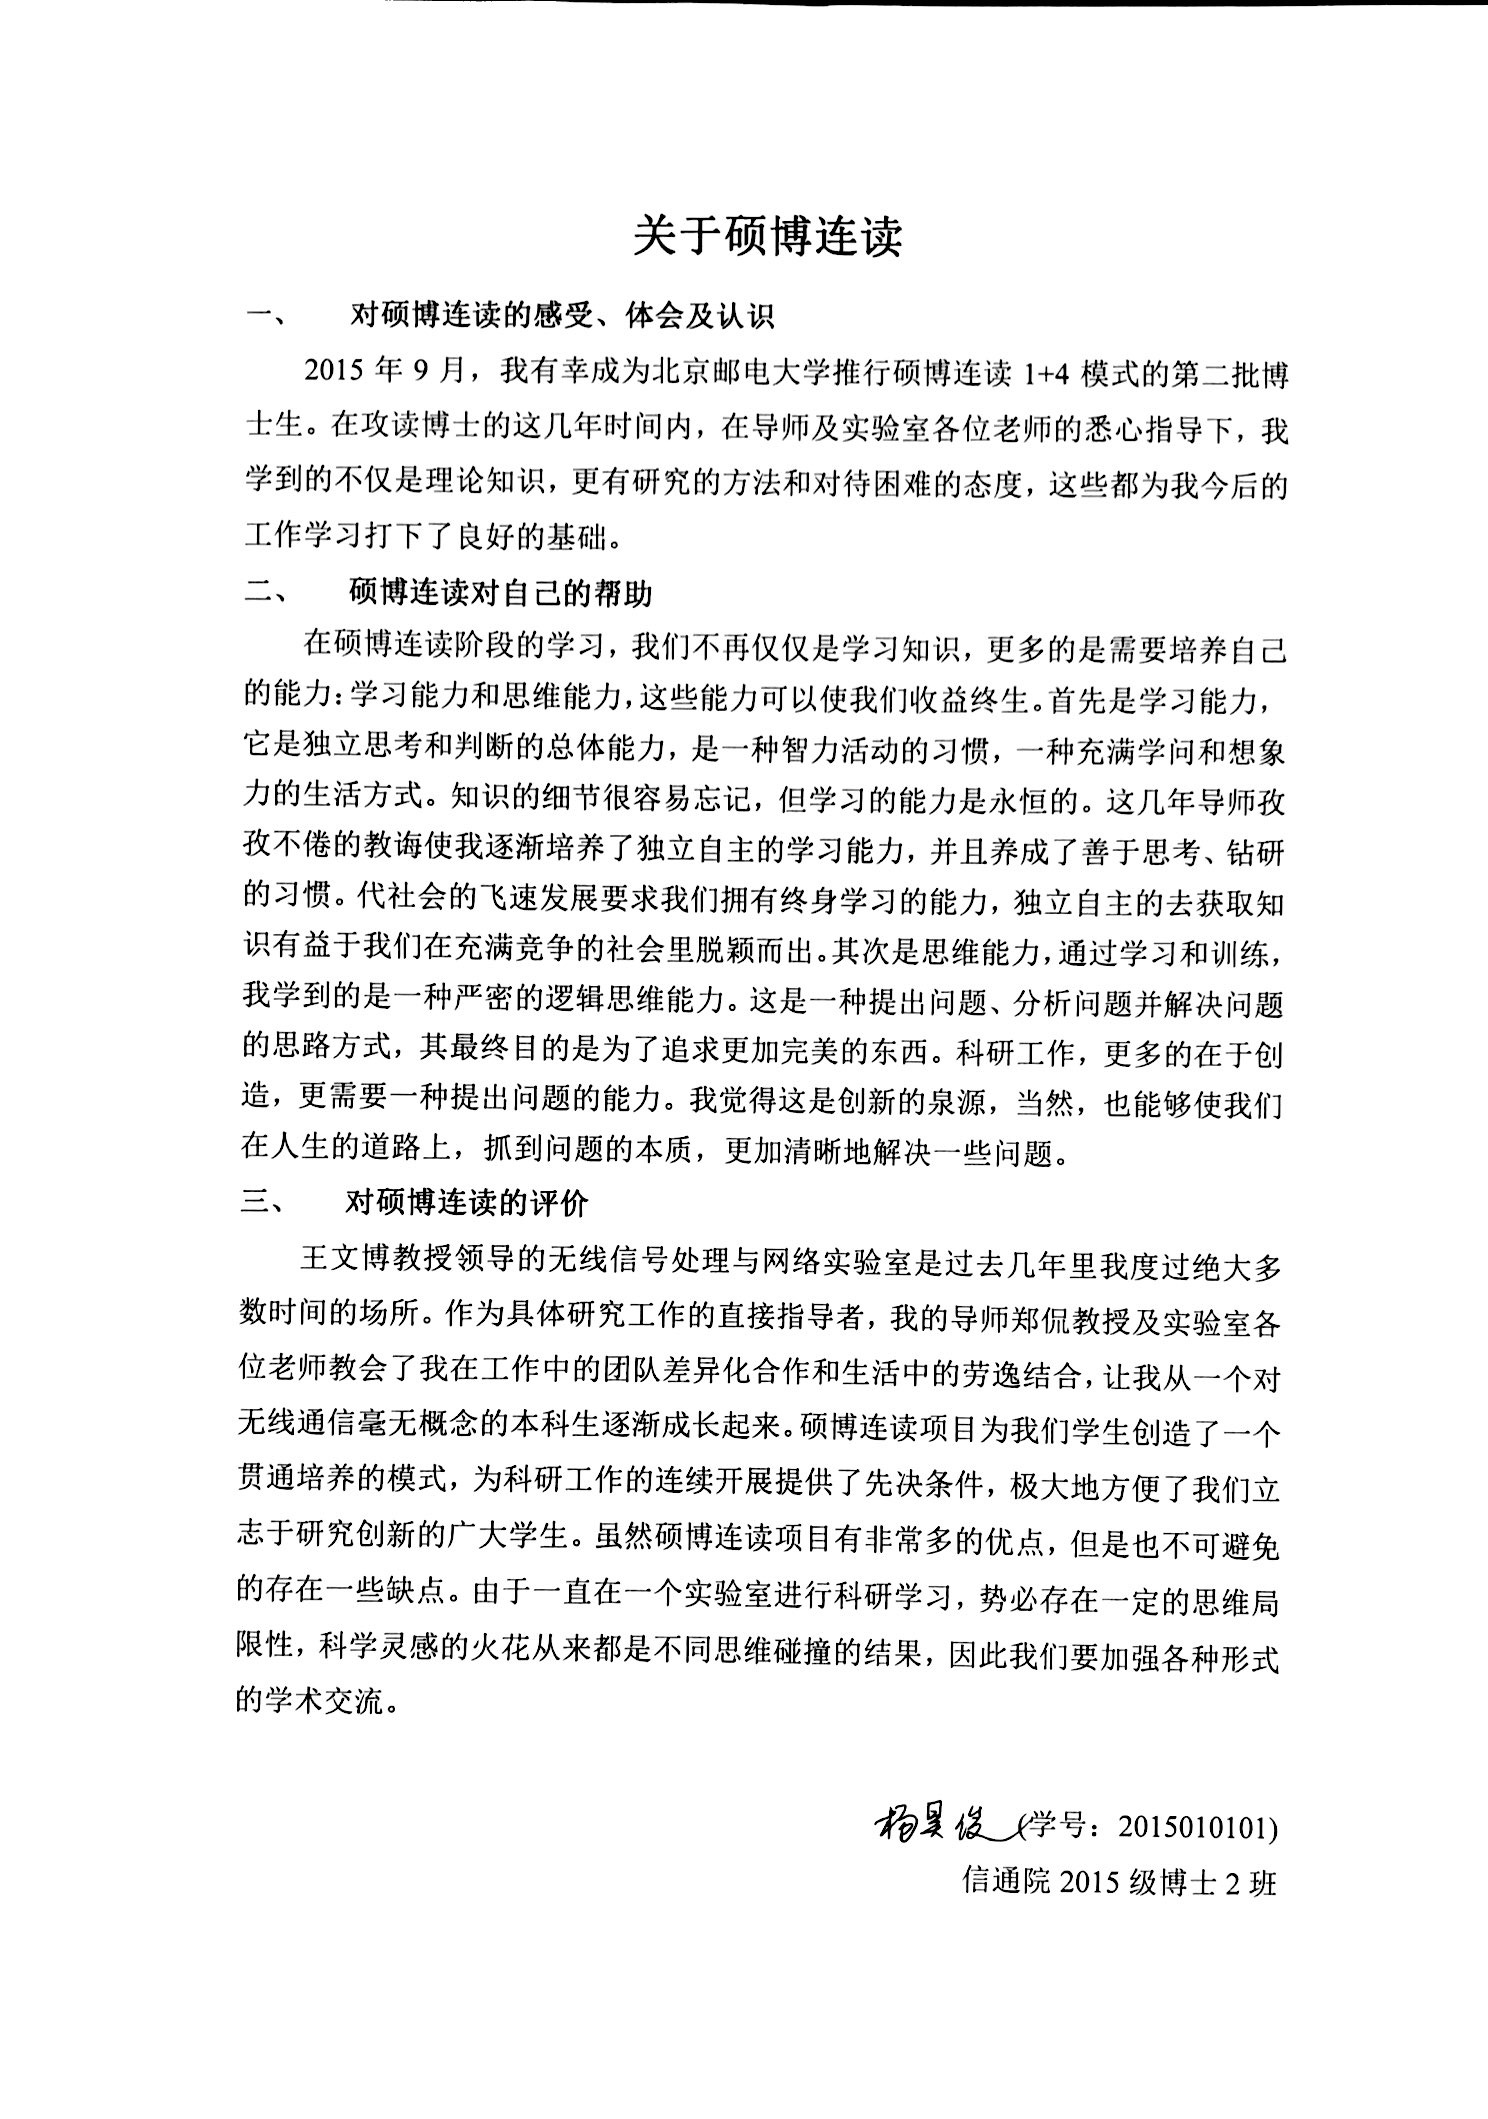 关于硕博连读
一、 对硕博连读的感受、体会及认识
2015 年 9 月，我有幸成为北京邮电大学推行硕博连读 1+4 模式的第二批博
士生。在攻读博士的这几年时间内，在导师及实验室各位老师的悉心指导下，我
学到的不仅是理论知识，更有研究的方法和对待困难的态度，这些都为我今后的
工作学习打下了良好的基础。
二、 硕博连读对自己的帮助
在硕博连读阶段的学习，我们不再仅仅是学习知识，更多的是需要培养自己
的能力：学习能力和思维能力，这些能力可以使我们收益终生。首先是学习能力，
它是独立思考和判断的总体能力，是一种智力活动的习惯，一种充满学问和想象
力的生活方式。知识的细节很容易忘记，但学习的能力是永恒的。这几年导师孜
孜不倦的教诲使我逐渐培养了独立自主的学习能力，并且养成了善于思考、钻研
的习惯。代社会的飞速发展要求我们拥有终身学习的能力，独立自主的去获取知
识有益于我们在充满竞争的社会里脱颖而出。其次是思维能力，通过学习和训练，
我学到的是一种严密的逻辑思维能力。这是一种提出问题、分析问题并解决问题
的思路方式，其最终目的是为了追求更加完美的东西。科研工作，更多的在于创
造，更需要一种提出问题的能力。我觉得这是创新的泉源，当然，也能够使我们
在人生的道路上，抓到问题的本质，更加清晰地解决一些问题。
三、 对硕博连读的评价
王文博教授领导的无线信号处理与网络实验室是过去几年里我度过绝大多
数时间的场所。作为具体研究工作的直接指导者，我的导师郑侃教授及实验室各
位老师教会了我在工作中的团队差异化合作和生活中的劳逸结合，让我从一个对
无线通信毫无概念的本科生逐渐成长起来。硕博连读项目为我们学生创造了一个
贯通培养的模式，为科研工作的连续开展提供了先决条件，极大地方便了我们立
志于研究创新的广大学生。虽然硕博连读项目有非常多的优点，但是也不可避免
的存在一些缺点。由于一直在一个实验室进行科研学习，势必存在一定的思维局
限性，科学灵感的火花从来都是不同思维碰撞的结果，因此我们要加强各种形式
的学术交流。
杨昊俊(学号：2015010101)
信通院 2015 级博士 2 班